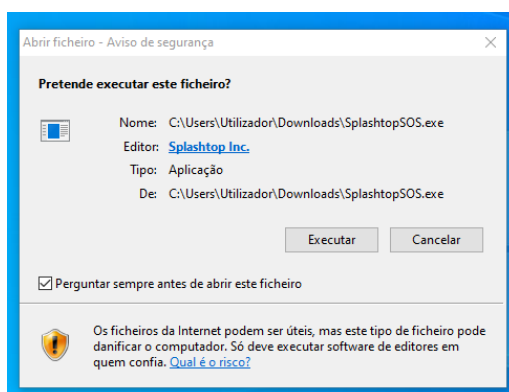 Abrir ficheiro - Aviso de segurança
Pretende executar este ficheiro?
Nome: C:\Users\Utilizador\Downloads\SplashtopSOS.exe
Editor: Splashtop Inc.
Tipo: Aplicação
De: C:\Users\Utilizador\Downloads\SplashtopSOS.exe
Executar Cancelar
Perguntar sempre antes de abrir este ficheiro
Os ficheiros da Internet podem ser úteis, mas este tipo de ficheiro pode
danificar o computador. Só deve executar software de editores em
quem confia. Qual é o risco?